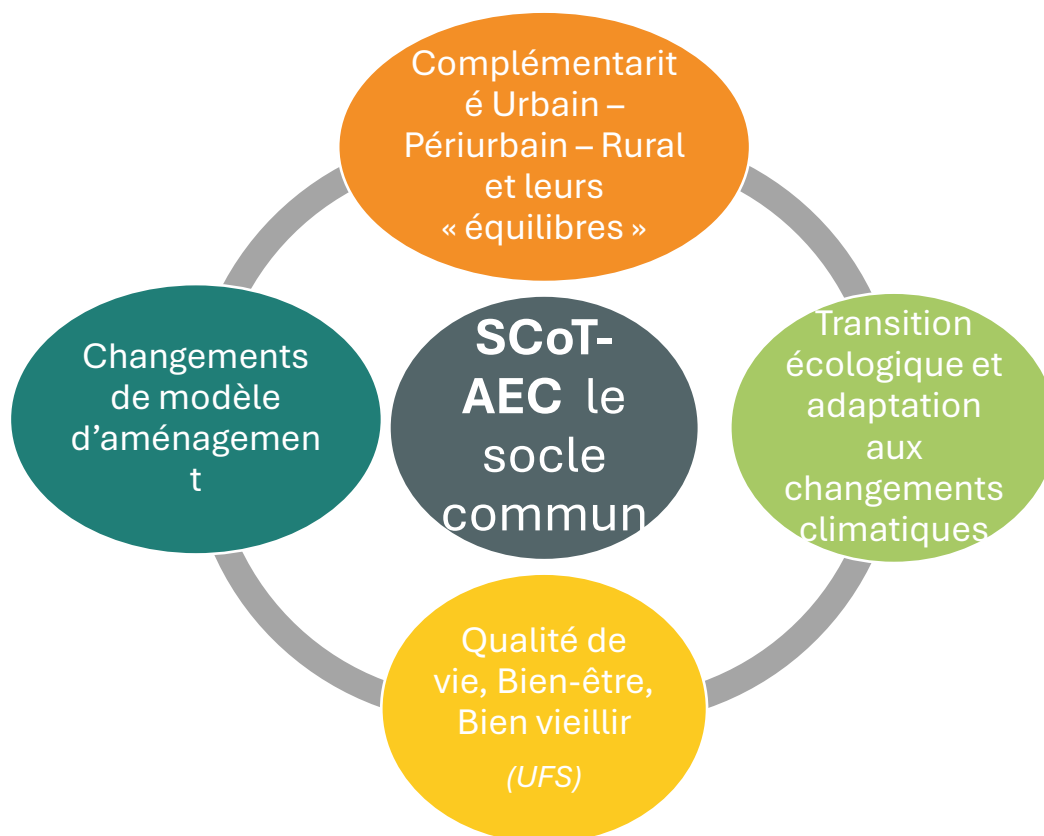 Complémentarit
é Urbain –
Périurbain – Rural
et leurs
« équilibres »
Changements
de modèle
d’aménagemen
t
SCoT-
AEC le
socle
commun
Transition
écologique et
adaptation
aux
changements
climatiques
Qualité de
vie, Bien-être,
Bien vieillir
(UFS)